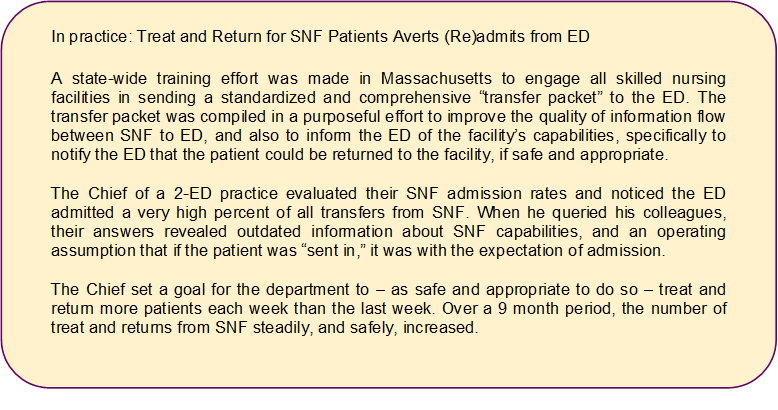 In practice: Treat and Return for SNF Patients Averts (Re)admits from ED
A state-wide training effort was made in Massachusetts to engage all skilled nursing
facilities in sending a standardized and comprehensive “transfer packet” to the ED. The
transfer packet was compiled in a purposeful effort to improve the quality of information flow
between SNF to ED, and also to inform the ED of the facility’s capabilities, specifically to
notify the ED that the patient could be returned to the facility, if safe and appropriate.
The Chief of a 2-ED practice evaluated their SNF admission rates and noticed the ED
admitted a very high percent of all transfers from SNF. When he queried his colleagues,
their answers revealed outdated information about SNF capabilities, and an operating
assumption that if the patient was “sent in,” it was with the expectation of admission.
The Chief set a goal for the department to – as safe and appropriate to do so – treat and
return more patients each week than the last week. Over a 9 month period, the number of
treat and returns from SNF steadily, and safely, increased.